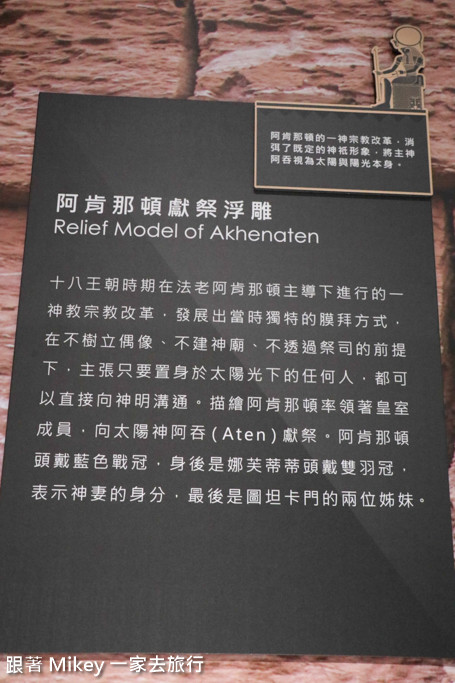 阿肯那頓的一神宗教改革，消
弭了既定的神祇形象，將主神
阿吞視為太陽與陽光本身。
阿肯那頓獻祭浮雕
Relief Model of Akhenaten
十八王朝時期在法老阿肯那頓主導下進行的一
神教宗教改革，發展出當時獨特的膜拜方式，
在不樹立偶像、不建神廟、不透過祭司的前提
下，主張只要置身於太陽光下的任何人，都可
以直接向神明溝通。描繪阿肯那頓率領著皇室
成員，向太陽神阿吞(Aten)獻祭。阿肯那頓
頭戴藍色戰冠，身後是娜芙蒂蒂頭戴雙羽冠，
表示神妻的身分，最後是圖坦卡門的兩位姊妹。
跟著 Mikey 一家去旅行